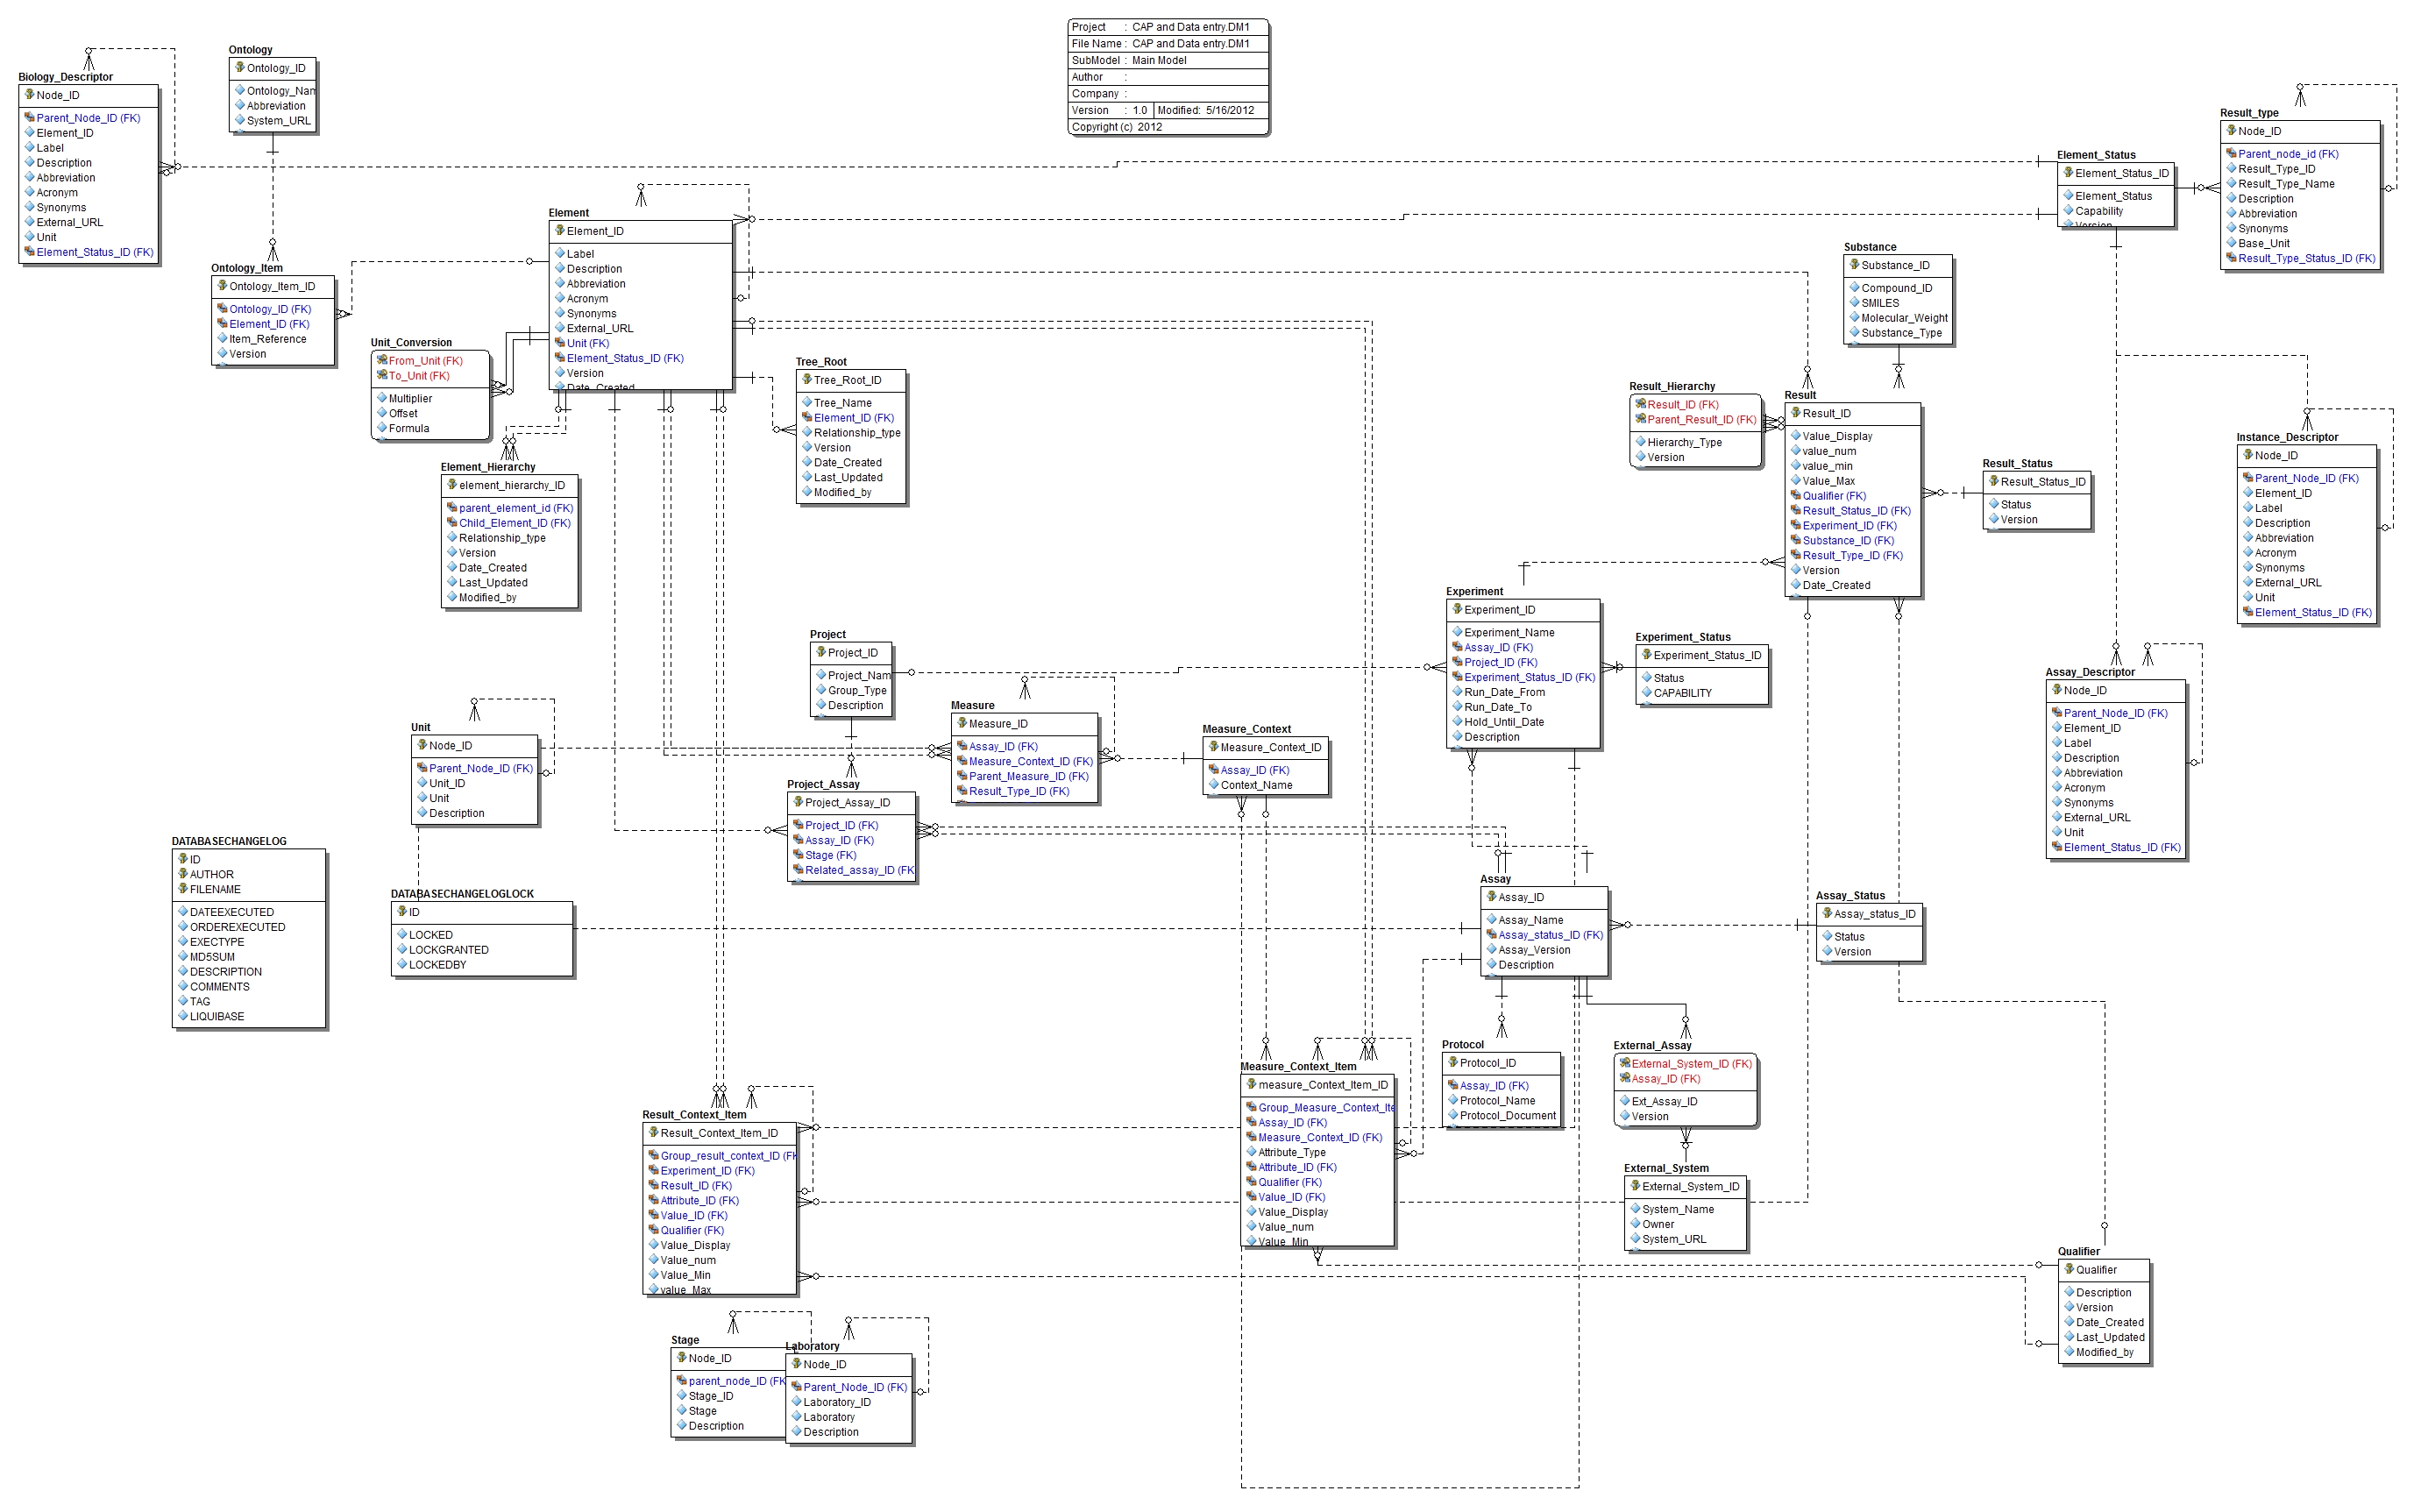 Project : CAP and Data entry.DM1
File Name : CAP and Data entry.DM1
SubModel : Main Model
Author :
Company :
Version : 1.0 Modified: 5/16/2012
Copyright (c) 2012
Biology_Descriptor
Node_ID
Parent_Node_ID (FK)
Element_ID
Label
Description
Abbreviation
Acronym
Synonyms
External_URL
Unit
Element_Status_ID (FK)
Ontology
Ontology_ID
Ontology_Nam
Abbreviation
System_URL
Ontology_Item
Ontology_Item_ID
Ontology_ID (FK)
Element_ID (FK)
Item_Reference
Version
Element
Element_ID
Label
Description
Abbreviation
Acronym
Synonyms
External_URL
Unit (FK)
Element_Status_ID (FK)
Version
Date_Created
Unit_Conversion
From_Unit (FK)
To_Unit (FK)
Multiplier
Offset
Formula
Tree_Root
Tree_Root_ID
Tree_Name
Element_ID (FK)
Relationship_type
Version
Date_Created
Last_Updated
Modified_by
Element_Hierarchy
element_hierarchy_ID
parent_element_id (FK)
Child_Element_ID (FK)
Relationship_type
Version
Date_Created
Last_Updated
Modified_by
Element_Status
Element_Status_ID
Element_Status
Capability
Version
Result_type
Node_ID
Parent_node_id (FK)
Result_Type_ID
Result_Type_Name
Description
Abbreviation
Synonyms
Base_Unit
Result_Type_Status_ID (FK)
Substance
Substance_ID
Compound_ID
SMILES
Molecular_Weight
Substance_Type
Result_Hierarchy
Result_ID (FK)
Parent_Result_ID (FK)
Hierarchy_Type
Version
Result
Result_ID
Value_Display
value_num
value_min
Value_Max
Qualifier (FK)
Result_Status_ID (FK)
Experiment_ID (FK)
Substance_ID (FK)
Result_Type_ID (FK)
Version
Date_Created
Result_Status
Result_Status_ID
Status
Version
Instance_Descriptor
Node_ID
Parent_Node_ID (FK)
Element_ID
Label
Description
Abbreviation
Acronym
Synonyms
External_URL
Unit
Element_Status_ID (FK)
Experiment
Experiment_ID
Experiment_Name
Assay_ID (FK)
Project_ID (FK)
Experiment_Status_ID (FK)
Run_Date_From
Run_Date_To
Hold_Until_Date
Description
Experiment_Status
Experiment_Status_ID
Status
CAPABILITY
Project
Project_ID
Project_Nam
Group_Type
Description
Measure
Measure_ID
Assay_ID (FK)
Measure_Context_ID (FK)
Parent_Measure_ID (FK)
Result_Type_ID (FK)
Measure_Context
Measure_Context_ID
Assay_ID (FK)
Context_Name
Assay_Descriptor
Node_ID
Parent_Node_ID (FK)
Element_ID
Label
Description
Abbreviation
Acronym
Synonyms
External_URL
Unit
Element_Status_ID (FK)
Unit
Node_ID
Parent_Node_ID (FK)
Unit_ID
Unit
Description
Project_Assay
Project_Assay_ID
Project_ID (FK)
Assay_ID (FK)
Stage (FK)
Related_assay_ID (FK
DATABASECHANGELOG
ID
AUTHOR
FILENAME
DATEEXECUTED
ORDEREXECUTED
EXECTYPE
MD5SUM
DESCRIPTION
COMMENTS
TAG
LIQUIBASE
DATABASECHANGELOGLOCK
ID
LOCKED
LOCKGRANTED
LOCKEDBY
Assay
Assay_ID
Assay_Name
Assay_status_ID (FK)
Assay_Version
Description
Assay_Status
Assay_status_ID
Status
Version
Protocol
Protocol_ID
Assay_ID (FK)
Protocol_Name
Protocol_Document
External_Assay
External_System_ID (FK)
Assay_ID (FK)
Ext_Assay_ID
Version
External_System
External_System_ID
System_Name
Owner
System_URL
Measure_Context_Item
measure_Context_Item_ID
Group_Measure_Context_Ite
Assay_ID (FK)
Measure_Context_ID (FK)
Attribute_Type
Attribute_ID (FK)
Qualifier (FK)
Value_ID (FK)
Value_Display
Value_num
Value_Min
Result_Context_Item
Result_Context_Item_ID
Group_result_context_ID (FK
Experiment_ID (FK)
Result_ID (FK)
Attribute_ID (FK)
Value_ID (FK)
Qualifier (FK)
Value_Display
Value_num
Value_Min
value_Max
Qualifier
Qualifier
Description
Version
Date_Created
Last_Updated
Modified_by
Stage
Node_ID
parent_node_ID (FK
Stage_ID
Stage
Description
Laboratory
Node_ID
Parent_Node_ID (FK)
Laboratory_ID
Laboratory
Description